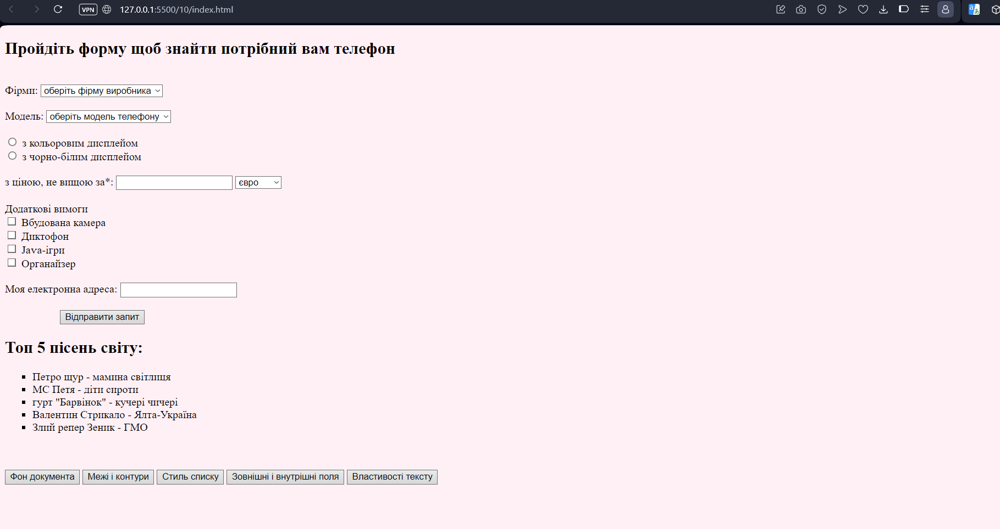 VPN 127.0.0.1:5500/10/index.html
Пройдіть форму щоб знайти потрібний вам телефон
Фірми: оберіть фірму виробника
Модель: оберіть модель телефону
з кольоровим дисплейом
з чорно-білим дисплейом
з ціною, не вищою за*: євро
Додаткові вимоги
Вбудована камера
Диктофон
Java-ігри
Органайзер
Моя електронна адреса:
Відправити запит
Топ 5 пісень світу:
Петро щур - мамина світлиця
МС Петя - діти сироти
гурт "Барвінок" - кучері чичері
Валентин Стрикало - Ялта-Україна
Злий репер Зеник - ГМО
Фон документа Межі і контури Стиль списку Зовнішні і внутрішні поля Властивості тексту